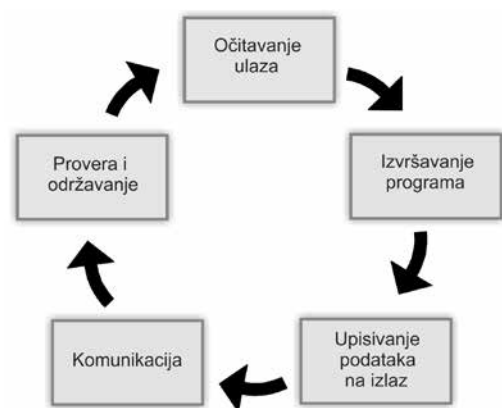 Očitavanje
ulaza
Izvršavanje
programa
Upisivanje
podataka
na izlaz
Komunikacija
Provera i
održavanje